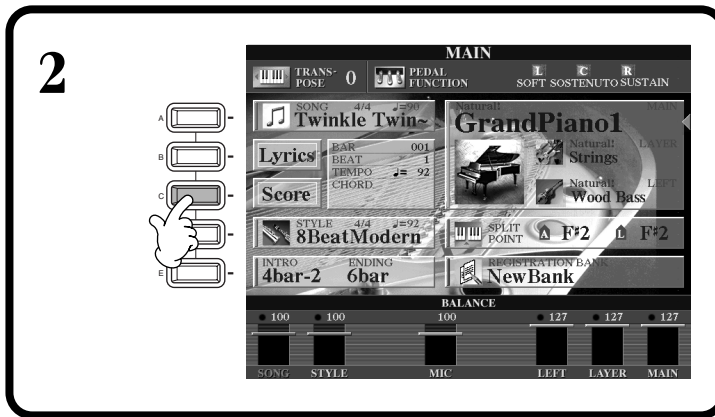 2
MAIN
TRANS-
POSE 0
PEDAL
FUNCTION
L C R
SOFT SOSTENUTO SUSTAIN
A
B
C
E
SONG 4/4 ♩=90
Twinkle Twin~
Lyrics
BAR 001
BEAT 1
TEMPO ♩= 92
CHORD
Score
STYLE 4/4 ♩=92
8BeatModern
INTRO ENDING
4bar-2 6bar
Natural! MAIN
GrandPiano1
Natural! LAYER
Strings
Natural! LEFT
Wood Bass
SPLIT
POINT A F♯2 L F♯2
REGISTRATION BANK
NewBank
BALANCE
100 100 100 127 127 127
SONG STYLE MIC LEFT LAYER MAIN